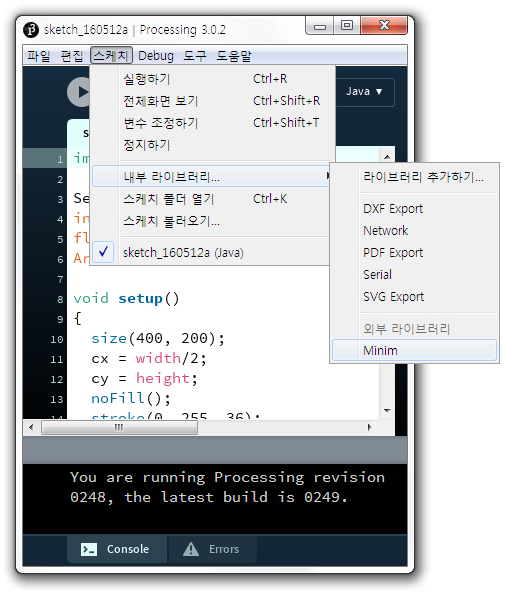 sketch_160512a | Processing 3.0.2
파일 편집 스케치 Debug 도구 도움말
실행하기 Ctrl+R
전체화면 보기 Ctrl+Shift+R
변수 조정하기 Ctrl+Shift+T
정지하기
내부 라이브러리...
스케치 폴더 열기 Ctrl+K
스케치 불러오기...
sketch_160512a (Java)
Java
라이브러리 추가하기...
DXF Export
Network
PDF Export
Serial
SVG Export
외부 라이브러리
Minim
s
1 im
2
3 Se
4 in
5 fl
6 An
7
8 void setup()
9 {
10 size(400, 200);
11 cx = width/2;
12 cy = height;
13 noFill();
14 stroke(0, 255, 36);
You are running Processing revision
0248, the latest build is 0249.
Console Errors